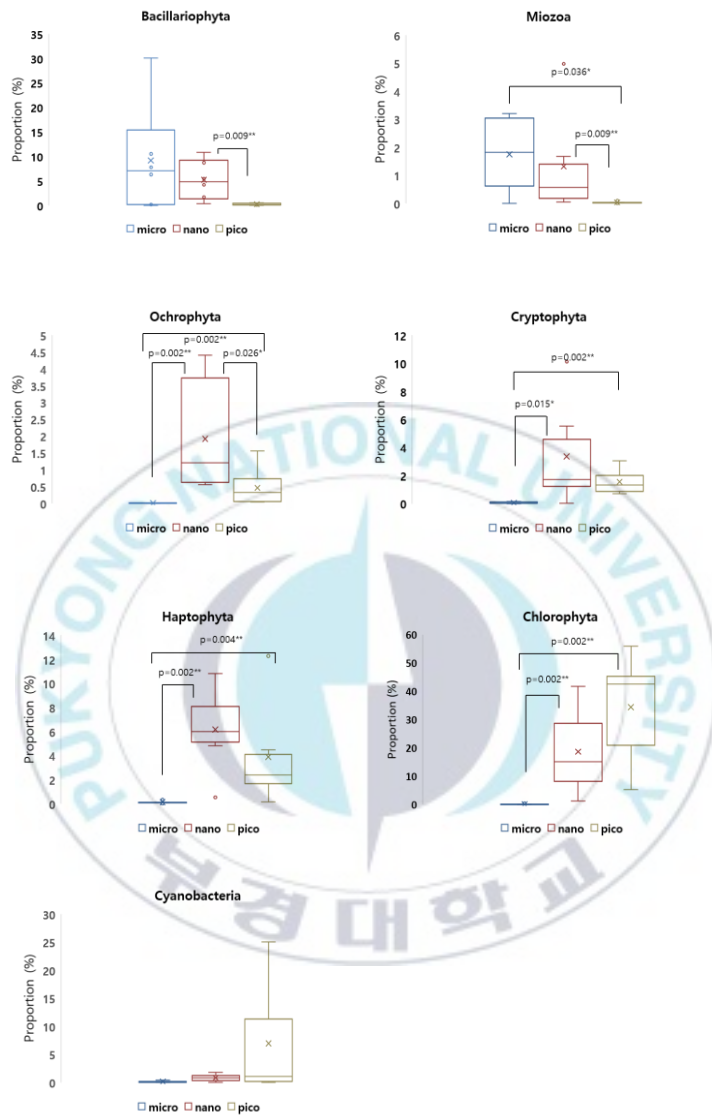 Bacillariophyta
Proportion (%)
35
30
25
20
15
10
5
0
p=0.009**
micro nano pico
Miozoa
Proportion (%)
6
5
4
3
2
1
0
p=0.036*
p=0.009**
micro nano pico
Ochrophyta
Proportion (%)
5
4.5
4
3.5
3
2.5
2
1.5
1
0.5
0
p=0.002**
p=0.002**
p=0.026*
micro nano pico
Cryptophyta
Proportion (%)
12
10
8
6
4
2
0
p=0.002**
p=0.015*
micro nano pico
Haptophyta
Proportion (%)
14
12
10
8
6
4
2
0
p=0.004**
p=0.002**
micro nano pico
Chlorophyta
Proportion (%)
60
50
40
30
20
10
0
p=0.002**
p=0.002**
micro nano pico
Cyanobacteria
Proportion (%)
30
25
20
15
10
5
0
micro nano pico
PUKYONG NATIONAL UNIVERSITY
부경대학교